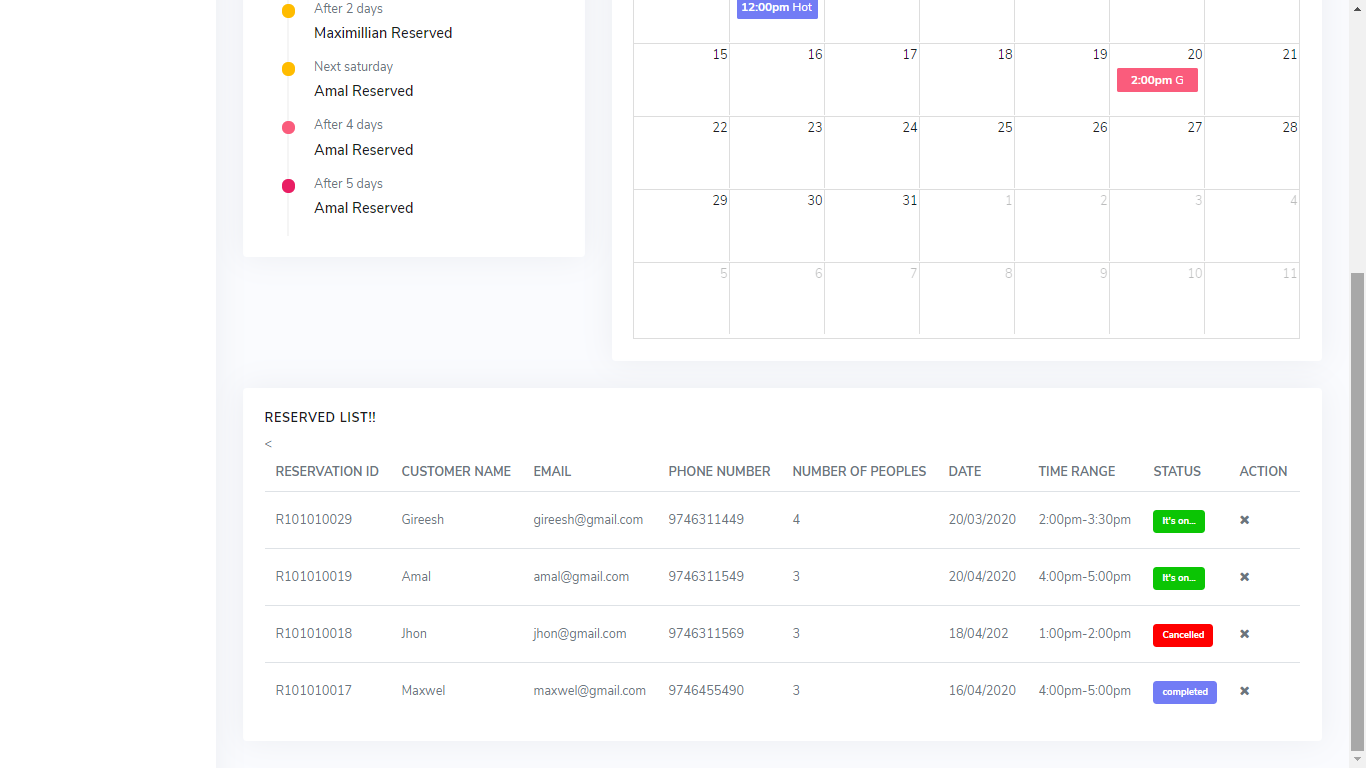 After 2 days
Maximillian Reserved
Next saturday
Amal Reserved
After 4 days
Amal Reserved
After 5 days
Amal Reserved
12:00pm Hot
15 16 17 18 19 20 21
2:00pm G
22 23 24 25 26 27 28
29 30 31 1 2 3 4
5 6 7 8 9 10 11
RESERVED LIST!!
<
RESERVATION ID CUSTOMER NAME EMAIL PHONE NUMBER NUMBER OF PEOPLES DATE TIME RANGE STATUS ACTION
R101010029 Gireesh gireesh@gmail.com 9746311449 4 20/03/2020 2:00pm-3:30pm It's on...
R101010019 Amal amal@gmail.com 9746311549 3 20/04/2020 4:00pm-5:00pm It's on...
R101010018 Jhon jhon@gmail.com 9746311569 3 18/04/202 1:00pm-2:00pm Cancelled
R101010017 Maxwel maxwel@gmail.com 9746455490 3 16/04/2020 4:00pm-5:00pm completed